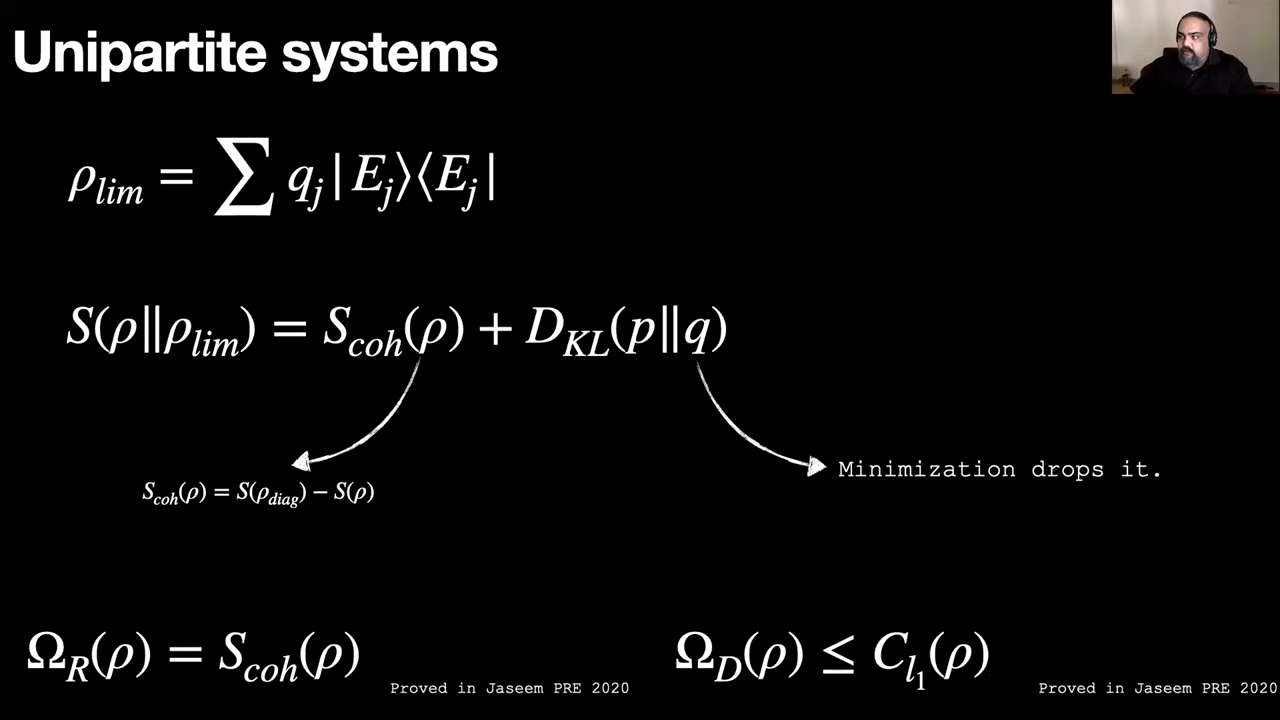 Unipartite systems
ρ_lim = ∑ q_j|E_j⟩⟨E_j|
S(ρ∥ρ_lim) = S_coh(ρ) + D_KL(p∥q)
Minimization drops it.
S_coh(ρ) = S(ρ_diag) − S(ρ)
Ω_R(ρ) = S_coh(ρ)
Proved in Jaseem PRE 2020
Ω_D(ρ) ≤ C_l_1(ρ)
Proved in Jaseem PRE 2020